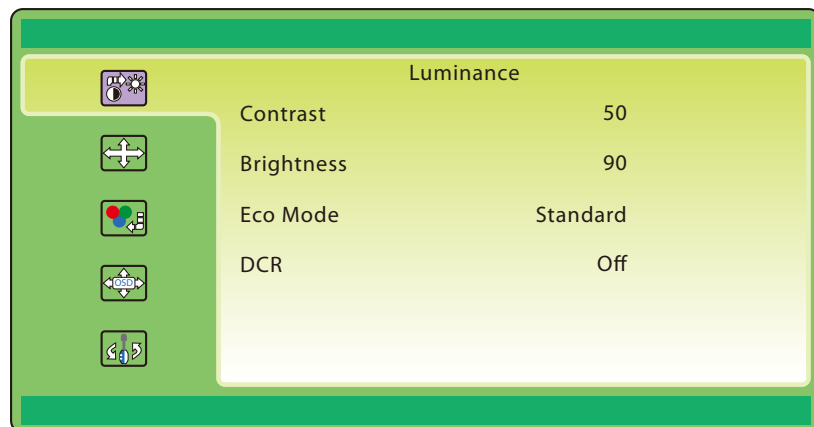 Luminance
Contrast 50
Brightness 90
Eco Mode Standard
DCR Off
OSD